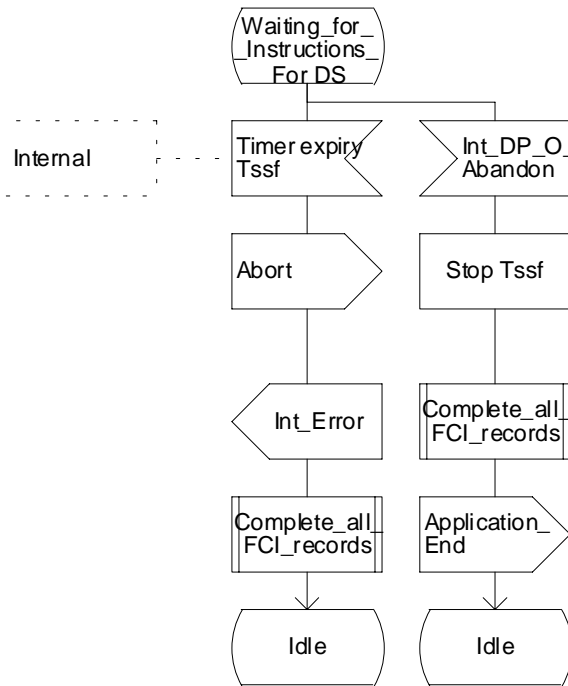 Waiting_for_
_Instructions_
For DS
Internal
Timer expiry
Tssf
Int_DP_O_
Abandon
Abort
Stop Tssf
Int_Error
Complete_all_
FCI_records
Complete_all_
FCI_records
Application_
End
Idle
Idle